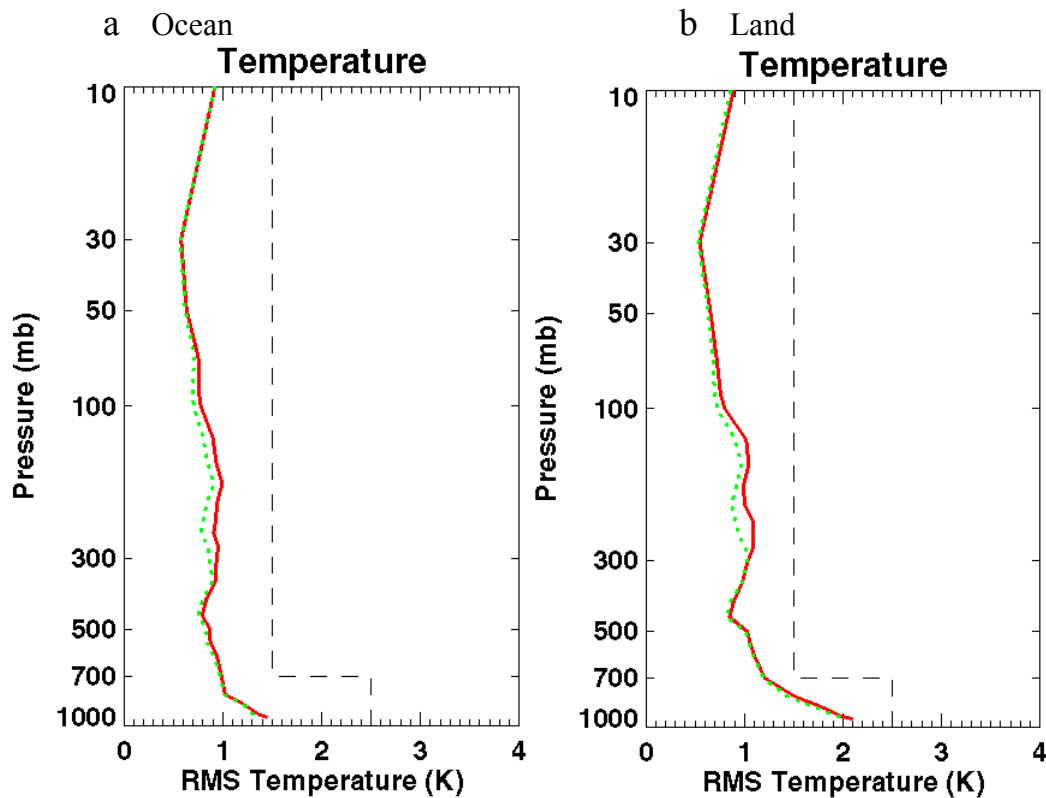 a Ocean
Temperature
10
30
50
100
300
500
700
1000
Pressure (mb)
0 1 2 3 4
RMS Temperature (K)
b Land
Temperature
10
30
50
100
300
500
700
1000
Pressure (mb)
0 1 2 3 4
RMS Temperature (K)